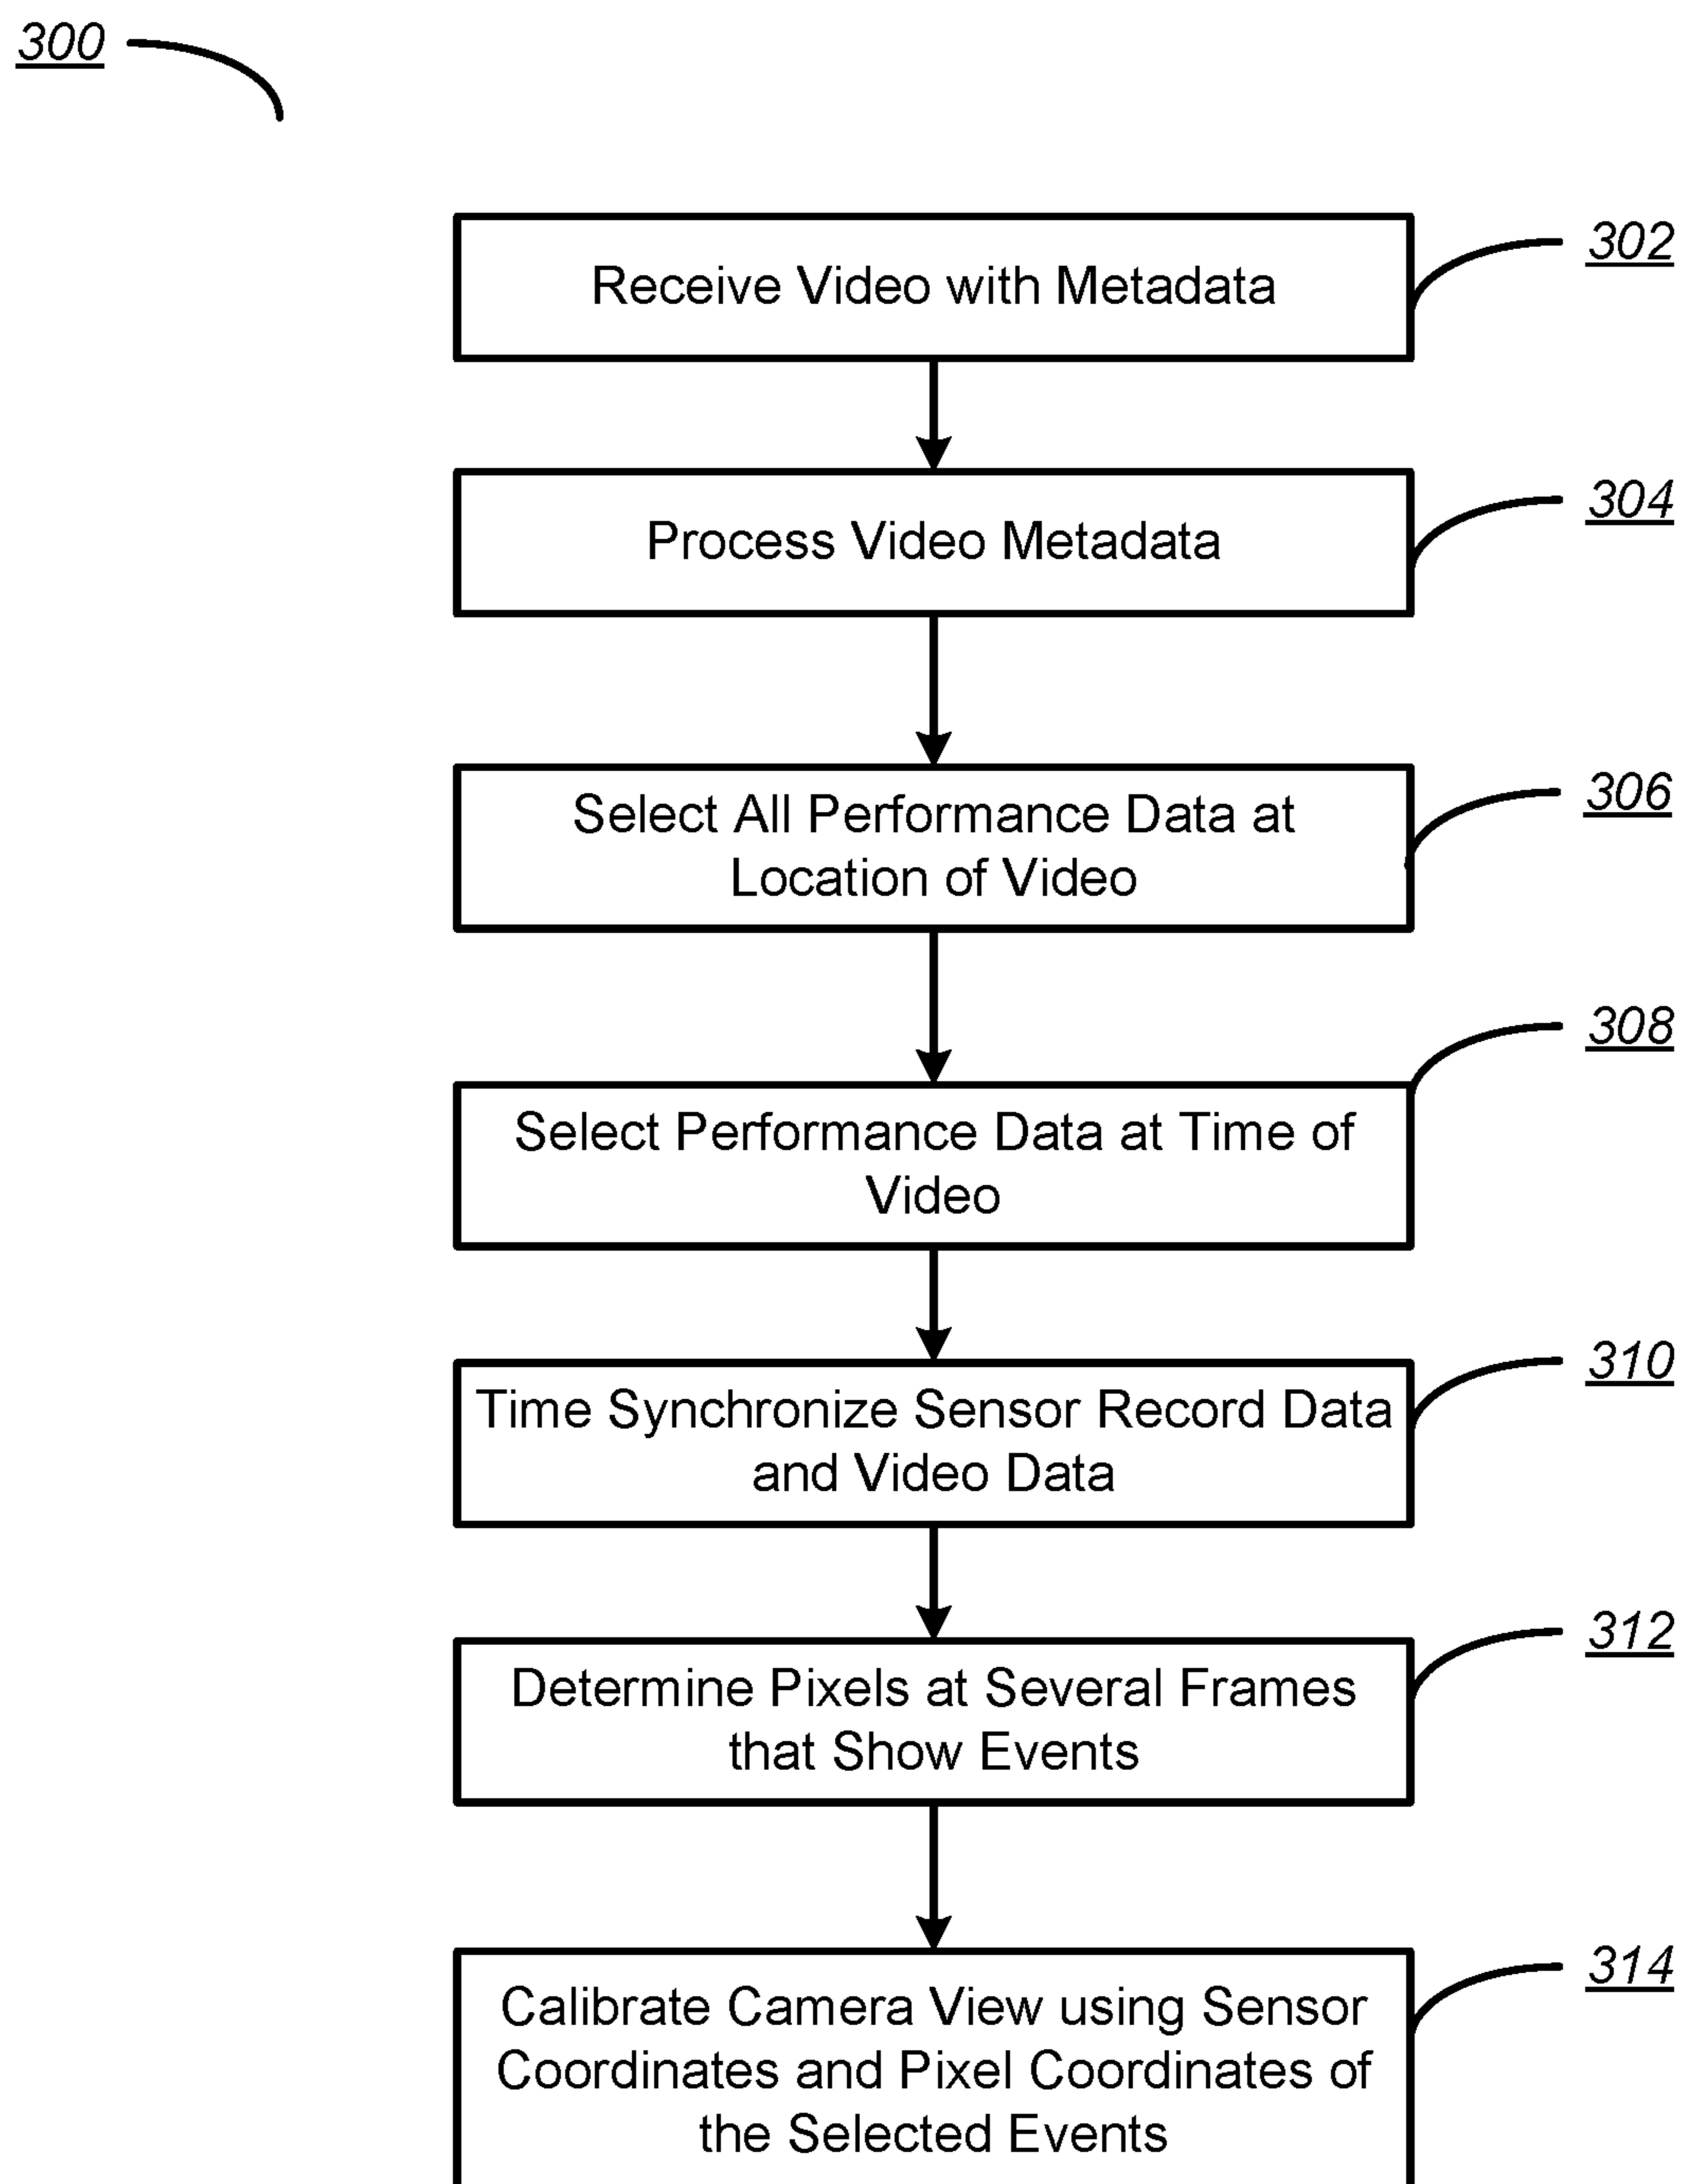 300
Receive Video with Metadata
302
Process Video Metadata
304
Select All Performance Data at
Location of Video
306
Select Performance Data at Time of
Video
308
Time Synchronize Sensor Record Data
and Video Data
310
Determine Pixels at Several Frames
that Show Events
312
Calibrate Camera View using Sensor
Coordinates and Pixel Coordinates of
the Selected Events
314